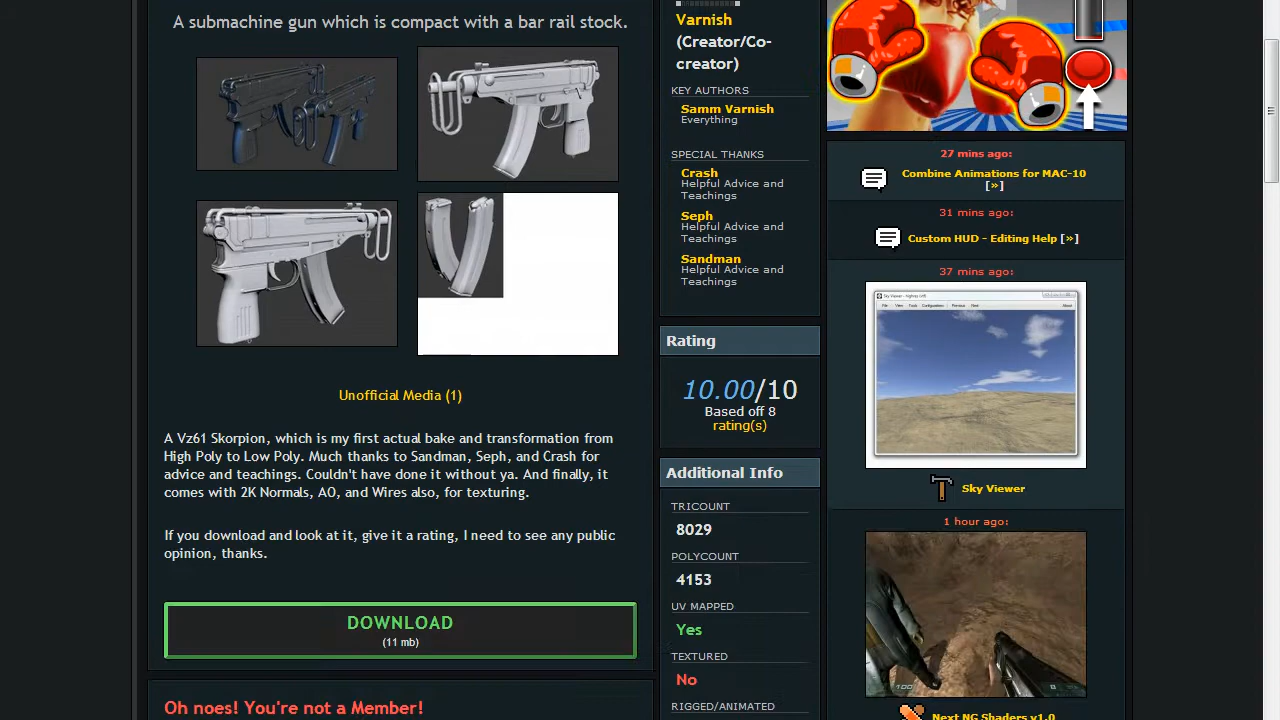 A submachine gun which is compact with a bar rail stock.
Unofficial Media (1)
A Vz61 Skorpion, which is my first actual bake and transformation from
High Poly to Low Poly. Much thanks to Sandman, Seph, and Crash for
advice and teachings. Couldn't have done it without ya. And finally, it
comes with 2K Normals, AO, and Wires also, for texturing.
If you download and look at it, give it a rating, I need to see any public
opinion, thanks.
DOWNLOAD
(11 mb)
Oh noes! You're not a Member!
Varnish
(Creator/Co-
creator)
KEY AUTHORS
Samm Varnish
Everything
SPECIAL THANKS
Crash
Helpful Advice and
Teachings
Seph
Helpful Advice and
Teachings
Sandman
Helpful Advice and
Teachings
Rating
10.00/10
Based off 8
rating(s)
Additional Info
TRICOUNT
8029
POLYCOUNT
4153
UV MAPPED
Yes
TEXTURED
No
RIGGED/ANIMATED
27 mins ago:
Combine Animations for MAC-10
[»]
31 mins ago:
Custom HUD - Editing Help [»]
37 mins ago:
Sky Viewer
1 hour ago:
100
Next NG Shaders v1.0